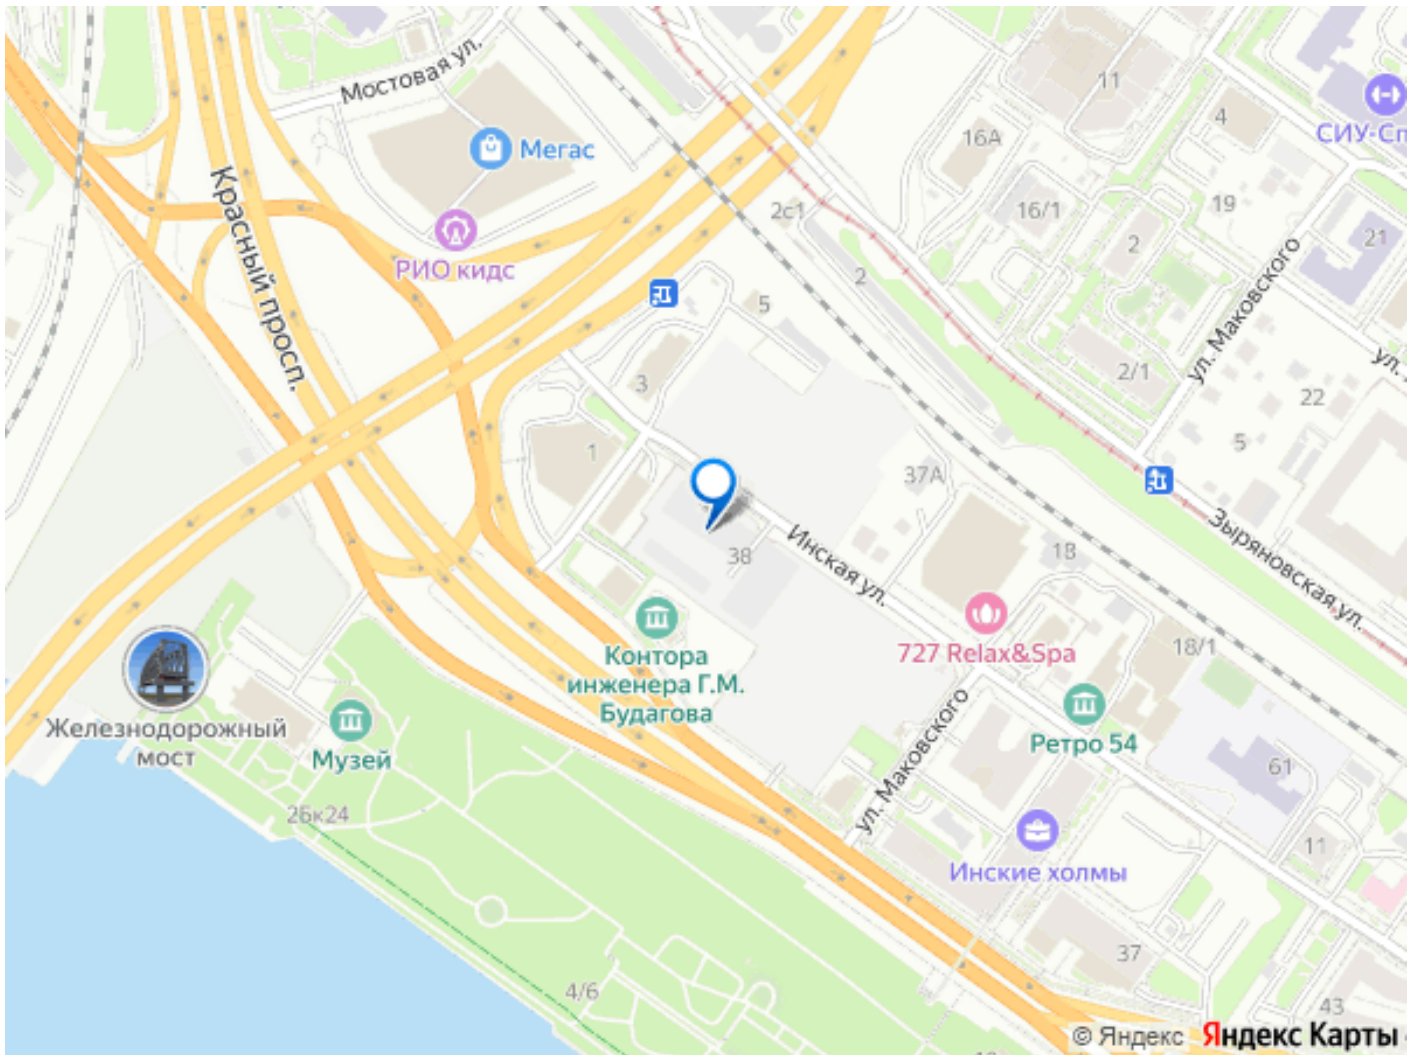 Мостовая ул.
Мегас
11
4
СИУ-Сп
16А
Красный просп.
2с1
16/1
19
21
РИО кидс
2
2
5
ул. Маковского
3
2/1
ул.
22
1
5
37А
38
Инская ул.
18
Зыряновская ул.
727 Relax&Spa
18/1
Контора
инженера Г.М.
Будагова
Железнодорожный
мост
Музей
Ретро 54
ул. Маковского
61
2Бк24
Инские холмы
11
37
4/6
43
© Яндекс Яндекс Карты